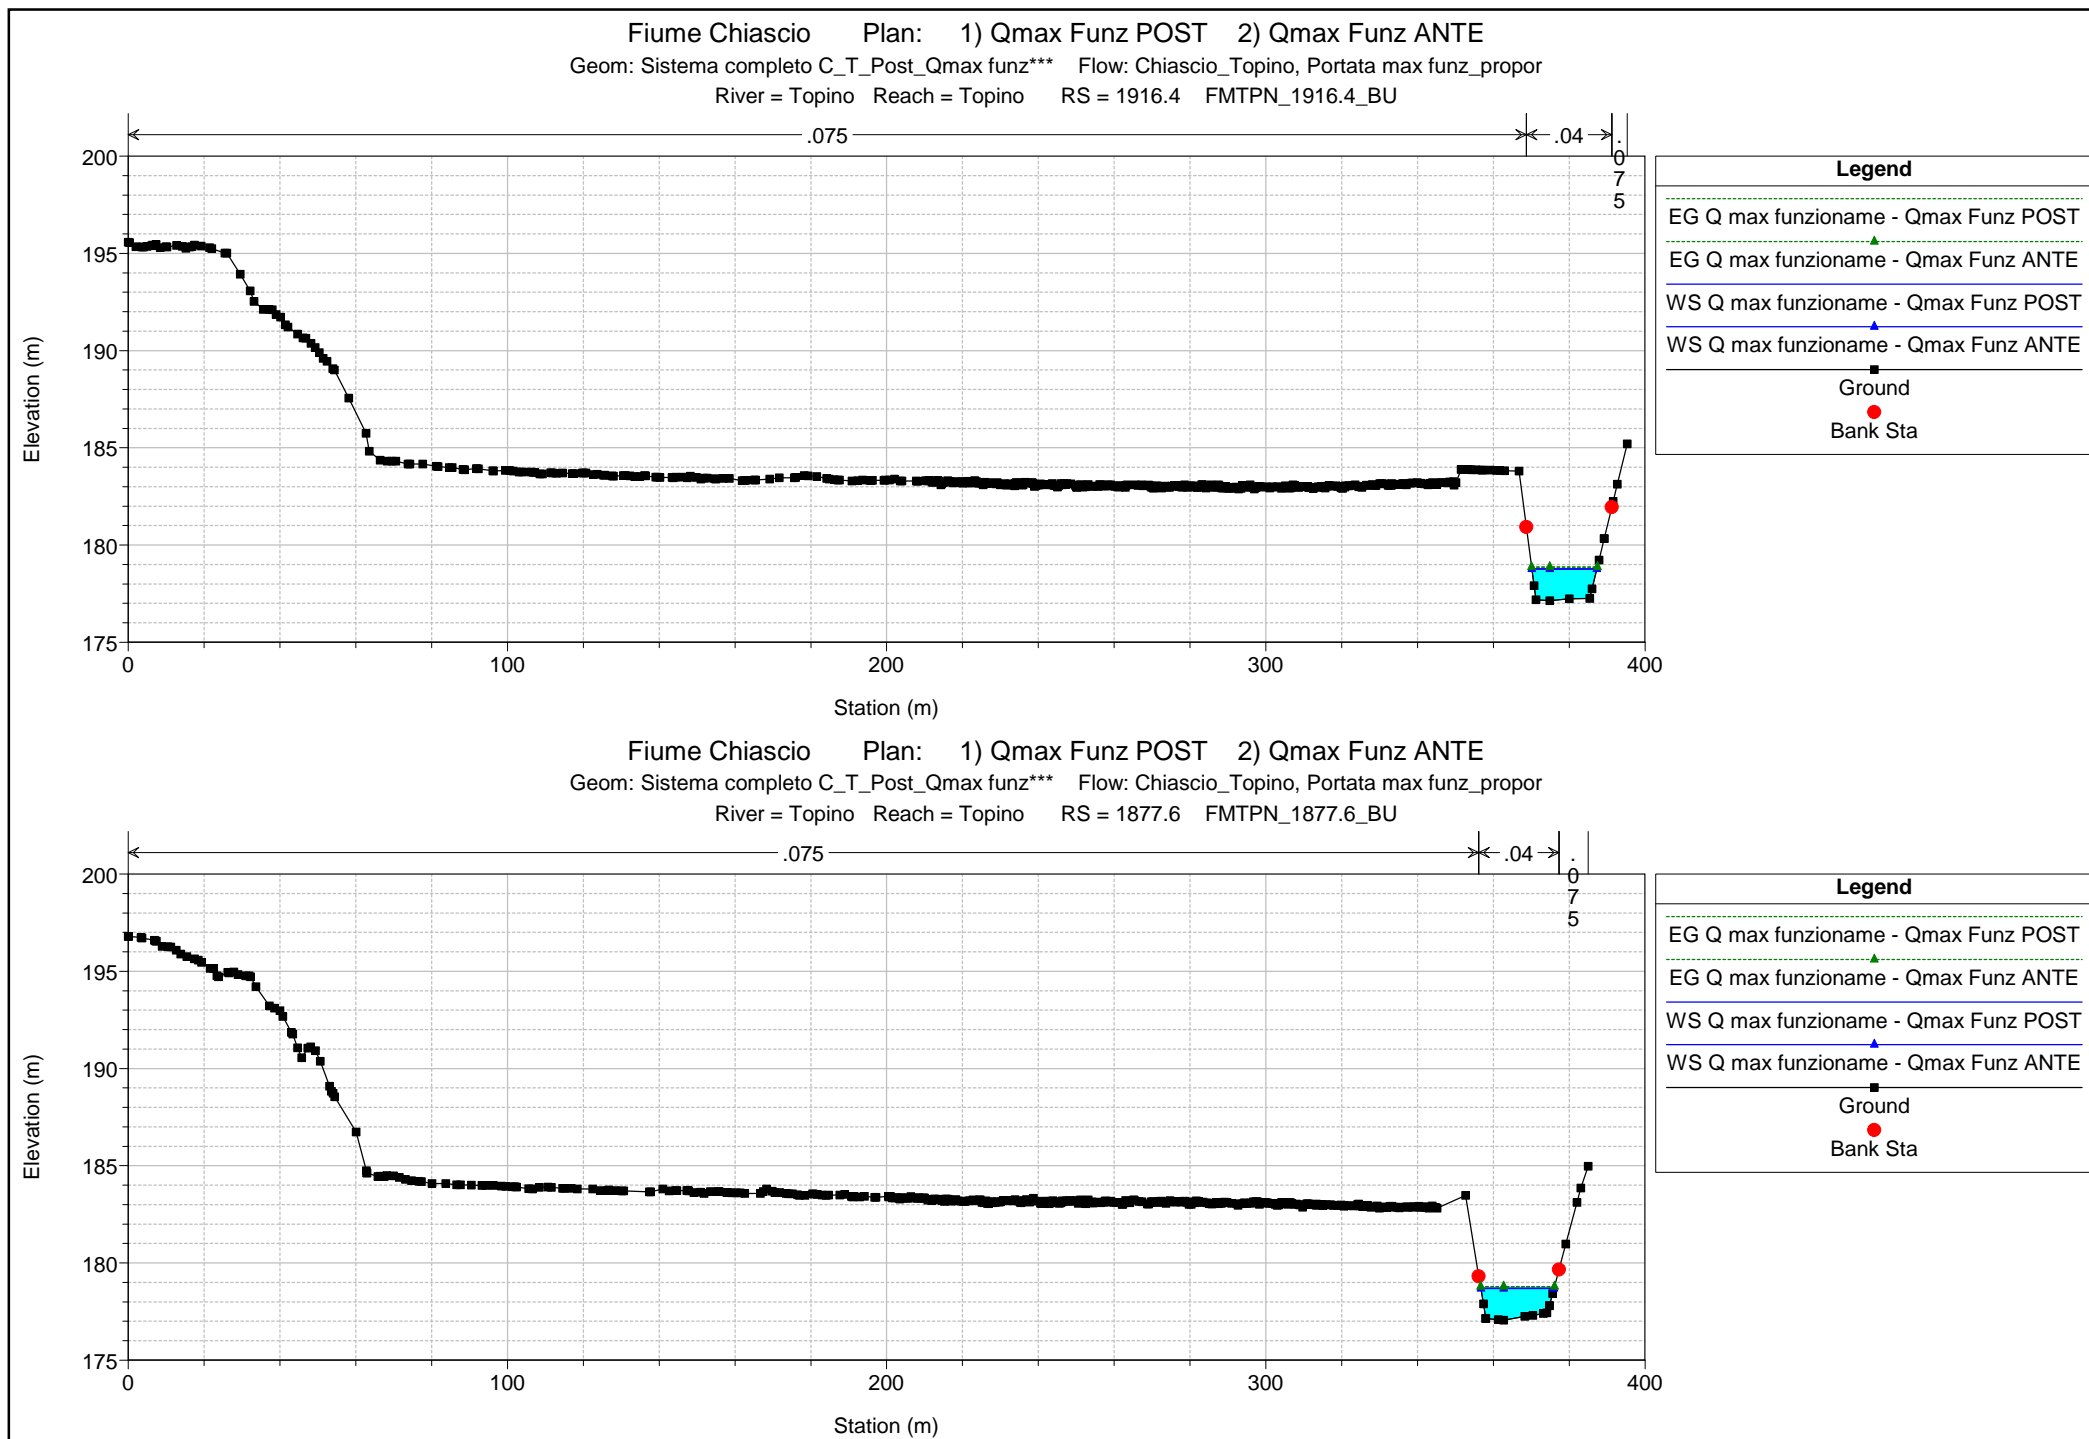 Fiume Chiascio Plan: 1) Qmax Funz POST 2) Qmax Funz ANTE
Geom: Sistema completo C_T_Post_Qmax funz*** Flow: Chiascio_Topino, Portata max funz_propor
River = Topino Reach = Topino RS = 1916.4 FMTPN_1916.4_BU
.075
.04
.075
200
195
190
185
180
175
Elevation (m)
0
100
200
300
400
Station (m)
Legend
EG Q max funzioname - Qmax Funz POST
EG Q max funzioname - Qmax Funz ANTE
WS Q max funzioname - Qmax Funz POST
WS Q max funzioname - Qmax Funz ANTE
Ground
Bank Sta
Fiume Chiascio Plan: 1) Qmax Funz POST 2) Qmax Funz ANTE
Geom: Sistema completo C_T_Post_Qmax funz*** Flow: Chiascio_Topino, Portata max funz_propor
River = Topino Reach = Topino RS = 1877.6 FMTPN_1877.6_BU
.075
.04
.075
200
195
190
185
180
175
Elevation (m)
0
100
200
300
400
Station (m)
Legend
EG Q max funzioname - Qmax Funz POST
EG Q max funzioname - Qmax Funz ANTE
WS Q max funzioname - Qmax Funz POST
WS Q max funzioname - Qmax Funz ANTE
Ground
Bank Sta